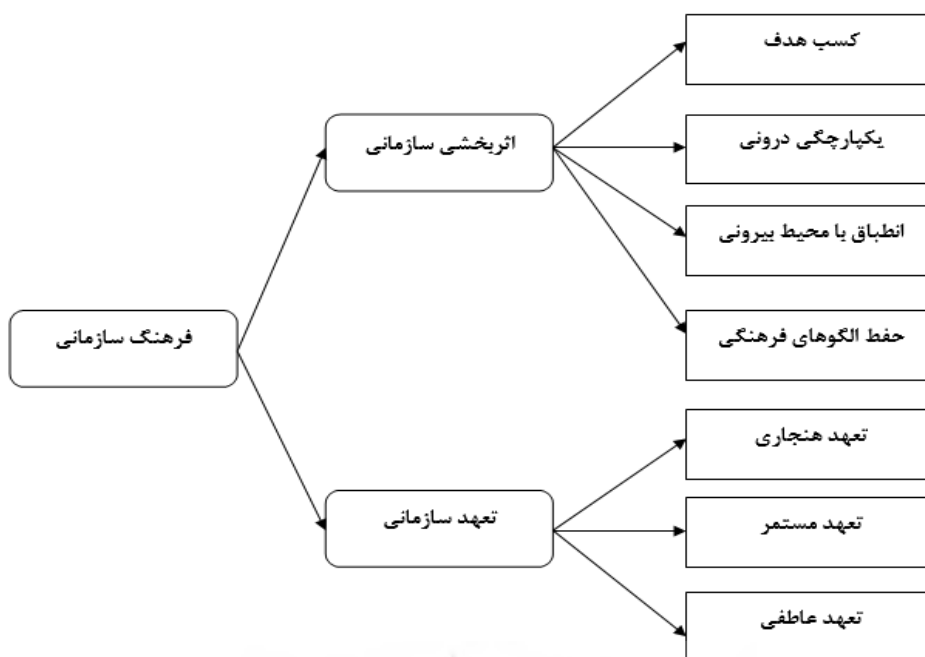 کسب هدف
اثربخشی سازمانی
یکپارچگی درونی
انطباق با محیط بیرونی
فرهنگ سازمانی
حفظ الگوهای فرهنگی
تعهد هنجاری
تعهد سازمانی
تعهد مستمر
تعهد عاطفی